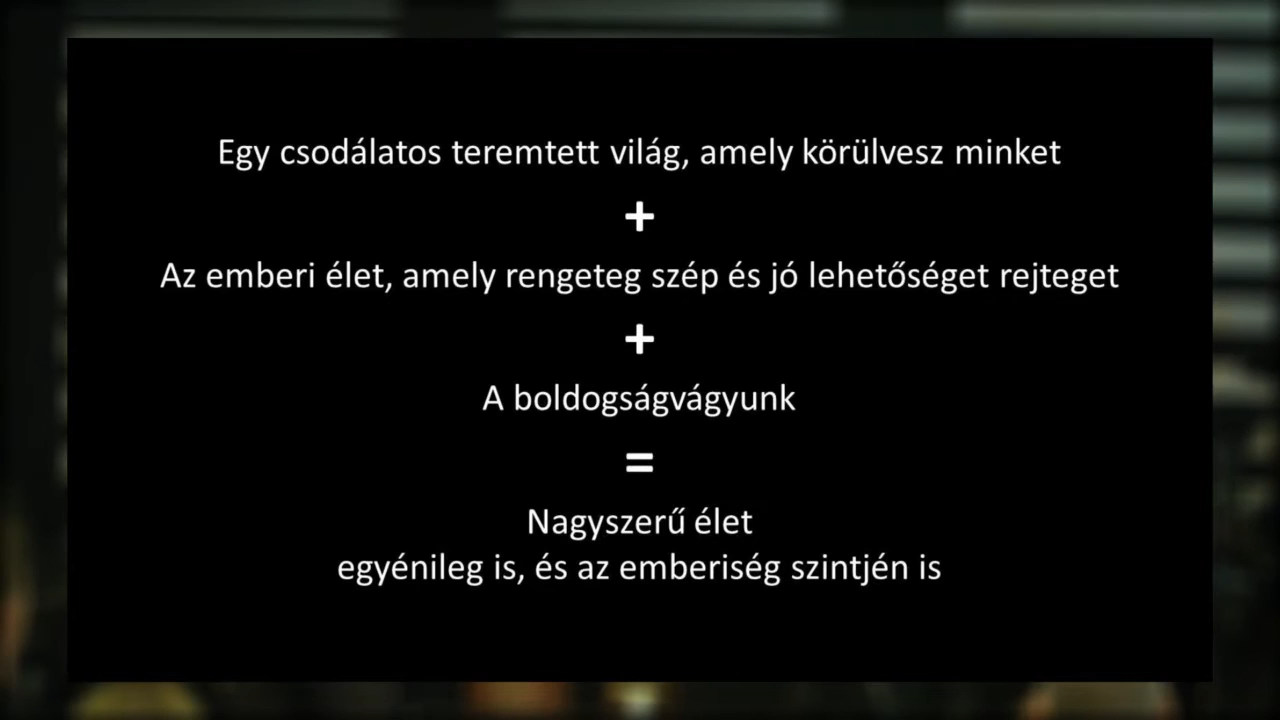 Egy csodálatos teremtett világ, amely körülvesz minket
+
Az emberi élet, amely rengeteg szép és jó lehetőséget rejteget
+
A boldogságvágyunk
=
Nagyszerű élet
egyénileg is, és az emberiség szintjén is